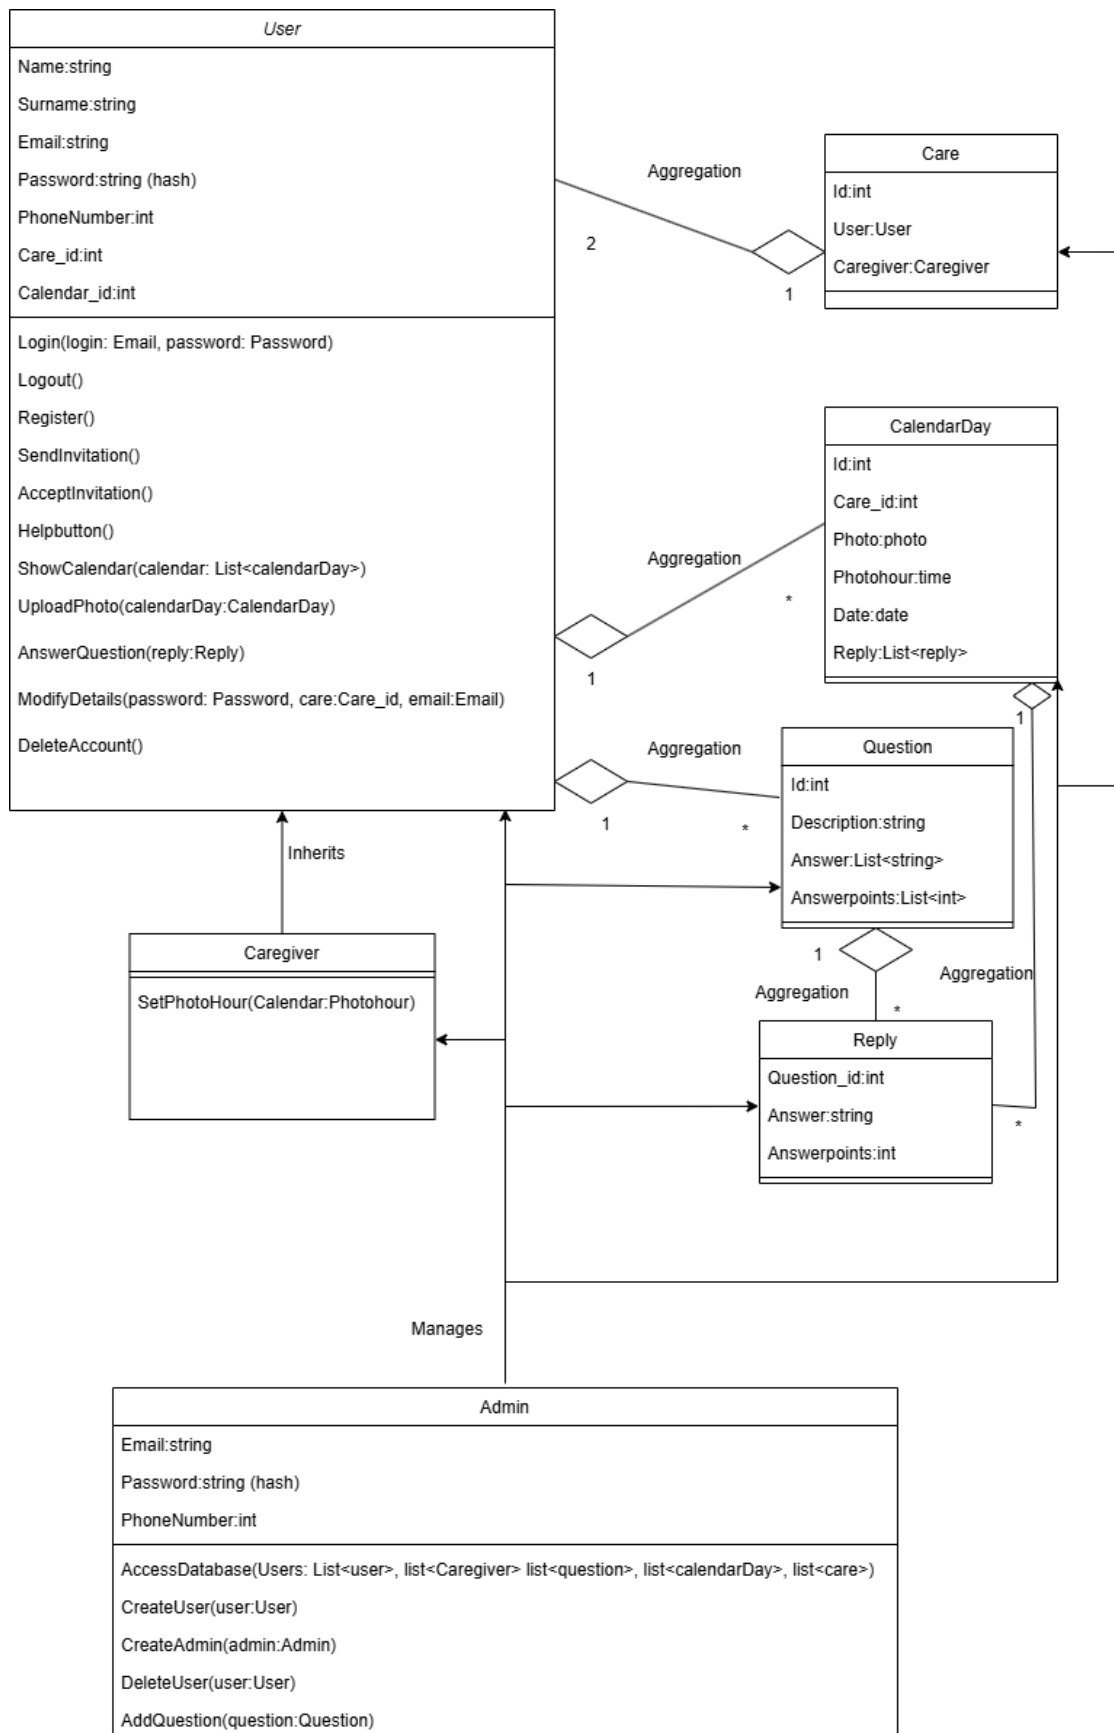 User
Name:string
Surname:string
Email:string
Password:string (hash)
PhoneNumber:int
Care_id:int
Calendar_id:int
Login(login: Email, password: Password)
Logout()
Register()
SendInvitation()
AcceptInvitation()
Helpbutton()
ShowCalendar(calendar: List<calendarDay>)
UploadPhoto(calendarDay:CalendarDay)
AnswerQuestion(reply:Reply)
ModifyDetails(password: Password, care:Care_id, email:Email)
DeleteAccount()
Aggregation
2
1
Care
Id:int
User:User
Caregiver:Caregiver
Aggregation
*
1
CalendarDay
Id:int
Care_id:int
Photo:photo
Photohour:time
Date:date
Reply:List<reply>
1
Aggregation
1
*
Question
Id:int
Description:string
Answer:List<string>
Answerpoints:List<int>
Inherits
Caregiver
SetPhotoHour(Calendar:Photohour)
1
Aggregation
Aggregation
*
Reply
Question_id:int
Answer:string
Answerpoints:int
*
Manages
Admin
Email:string
Password:string (hash)
PhoneNumber:int
AccessDatabase(Users: List<user>, list<Caregiver> list<question>, list<calendarDay>, list<care>)
CreateUser(user:User)
CreateAdmin(admin:Admin)
DeleteUser(user:User)
AddQuestion(question:Question)